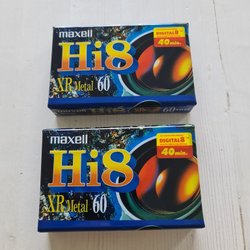 maxell
Hi8
XR Metal 60
DIGITAL8
40 min.
maxell
Hi8
XR Metal 60
DIGITAL8
40 min.